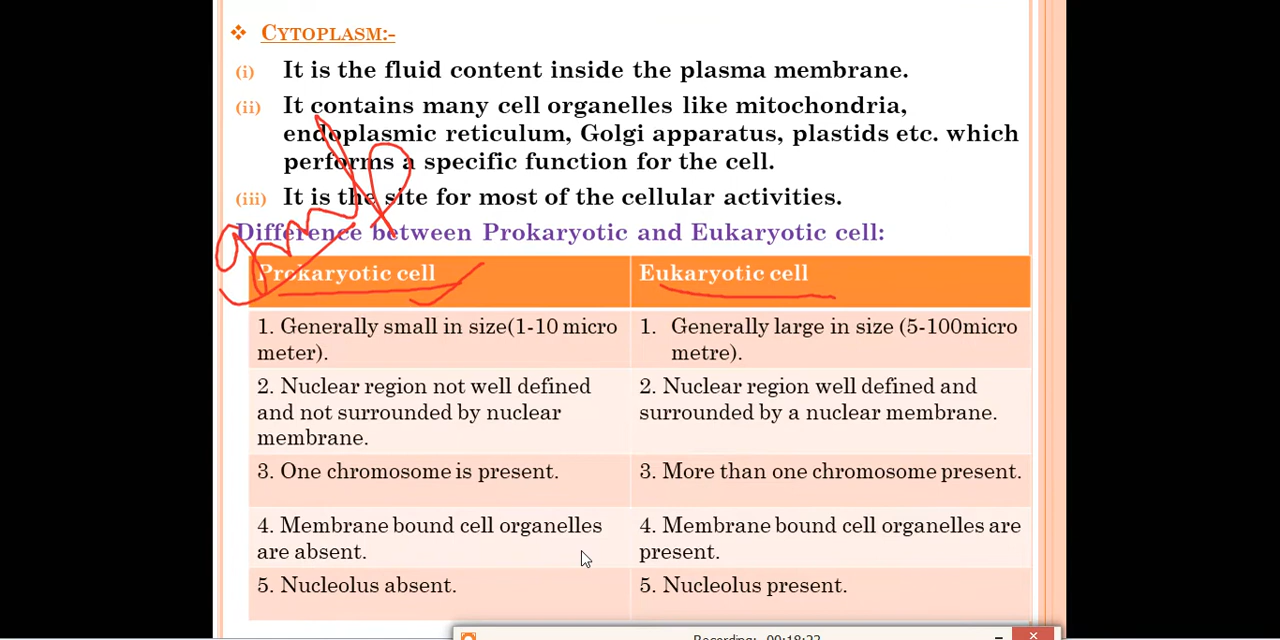 ❖ CYTOPLASM:-
(i) It is the fluid content inside the plasma membrane.
(ii) It contains many cell organelles like mitochondria,
endoplasmic reticulum, Golgi apparatus, plastids etc. which
performs a specific function for the cell.
(iii) It is the site for most of the cellular activities.
Difference between Prokaryotic and Eukaryotic cell:
Prokaryotic cell
Eukaryotic cell
1. Generally small in size(1-10 micro
meter).
1. Generally large in size (5-100micro
metre).
2. Nuclear region not well defined
and not surrounded by nuclear
membrane.
2. Nuclear region well defined and
surrounded by a nuclear membrane.
3. One chromosome is present.
3. More than one chromosome present.
4. Membrane bound cell organelles
are absent.
4. Membrane bound cell organelles are
present.
5. Nucleolus absent.
5. Nucleolus present.
Recording: 00:18:23